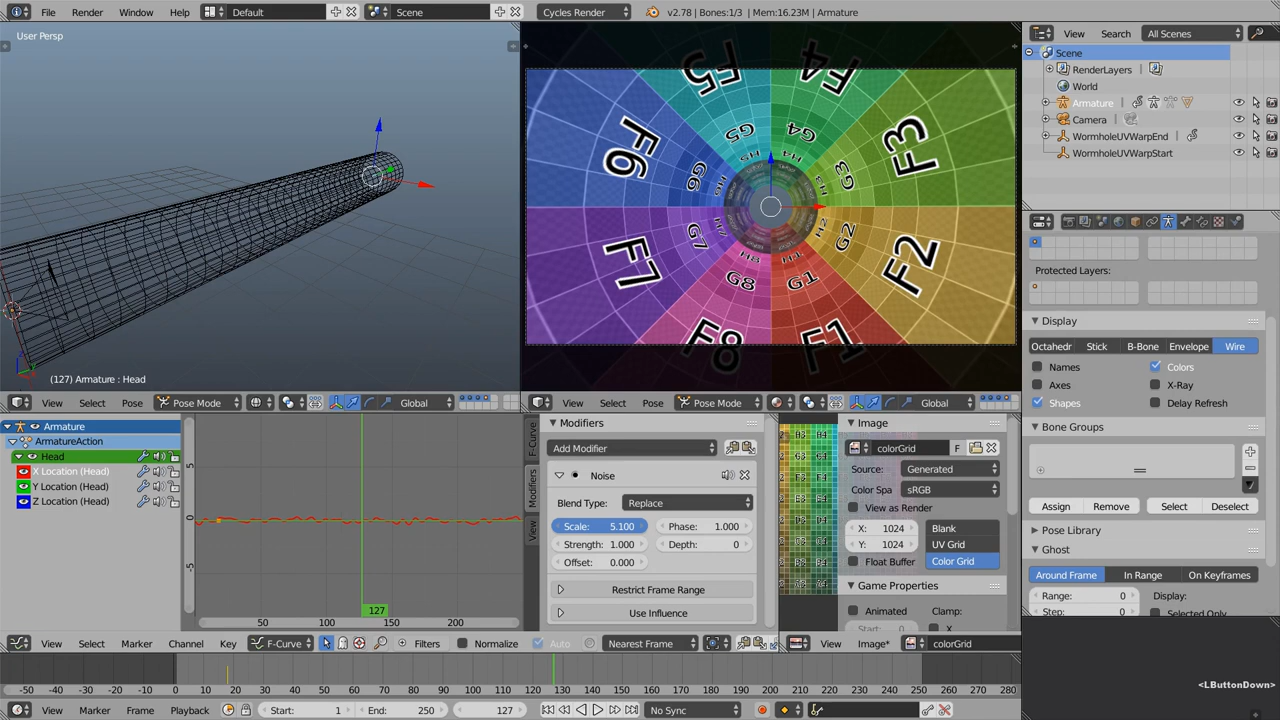 File Render Window Help Default Scene Cycles Render v2.78 | Bones:1/3 | Mem:16.23M | Armature
User Persp
(127) Armature : Head
View Select Pose Pose Mode Global
F5 F4
F6 G5 G4 F3
H5 H4
G6 G3
H3
G7 H2 G2
F7 H8 H1 F2
G8 G1
F8 F1
View Select Pose Pose Mode Global
View Search All Scenes
Scene
RenderLayers
World
Armature
Camera
WormholeUVWarpEnd
WormholeUVWarpStart
Protected Layers:
Display
Octahedr Stick B-Bone Envelope Wire
Names Colors
Axes X-Ray
Shapes Delay Refresh
Bone Groups
Assign Remove Select Deselect
Pose Library
Ghost
Around Frame In Range On Keyframes
Range: 0 Display:
Step: 0 Selected Only
Armature
ArmatureAction
Head
X Location (Head)
Y Location (Head)
Z Location (Head)
5
0
-5
127
50 100 150 200
Modifiers
Add Modifier
Noise
Blend Type: Replace
Scale: 5.100 Phase: 1.000
Strength: 1.000 Depth: 0
Offset: 0.000
Restrict Frame Range
Use Influence
F-Curve
Modifiers
View
Image
colorGrid F
Source: Generated
Color Spa sRGB
View as Render
X: 1024 Blank
Y: 1024 UV Grid
Float Buffer Color Grid
Game Properties
Animated Clamp:
Start: 0 X
View Select Marker Channel Key F-Curve Filters Normalize Auto Nearest Frame
View Image* colorGrid
-50 -40 -30 -20 -10 0 10 20 30 40 50 60 70 80 90 100 110 120 130 140 150 160 170 180 190 200 210 220 230 240 250 260 270 280
View Marker Frame Playback Start: 1 End: 250 127 No Sync
<LButtonDown>